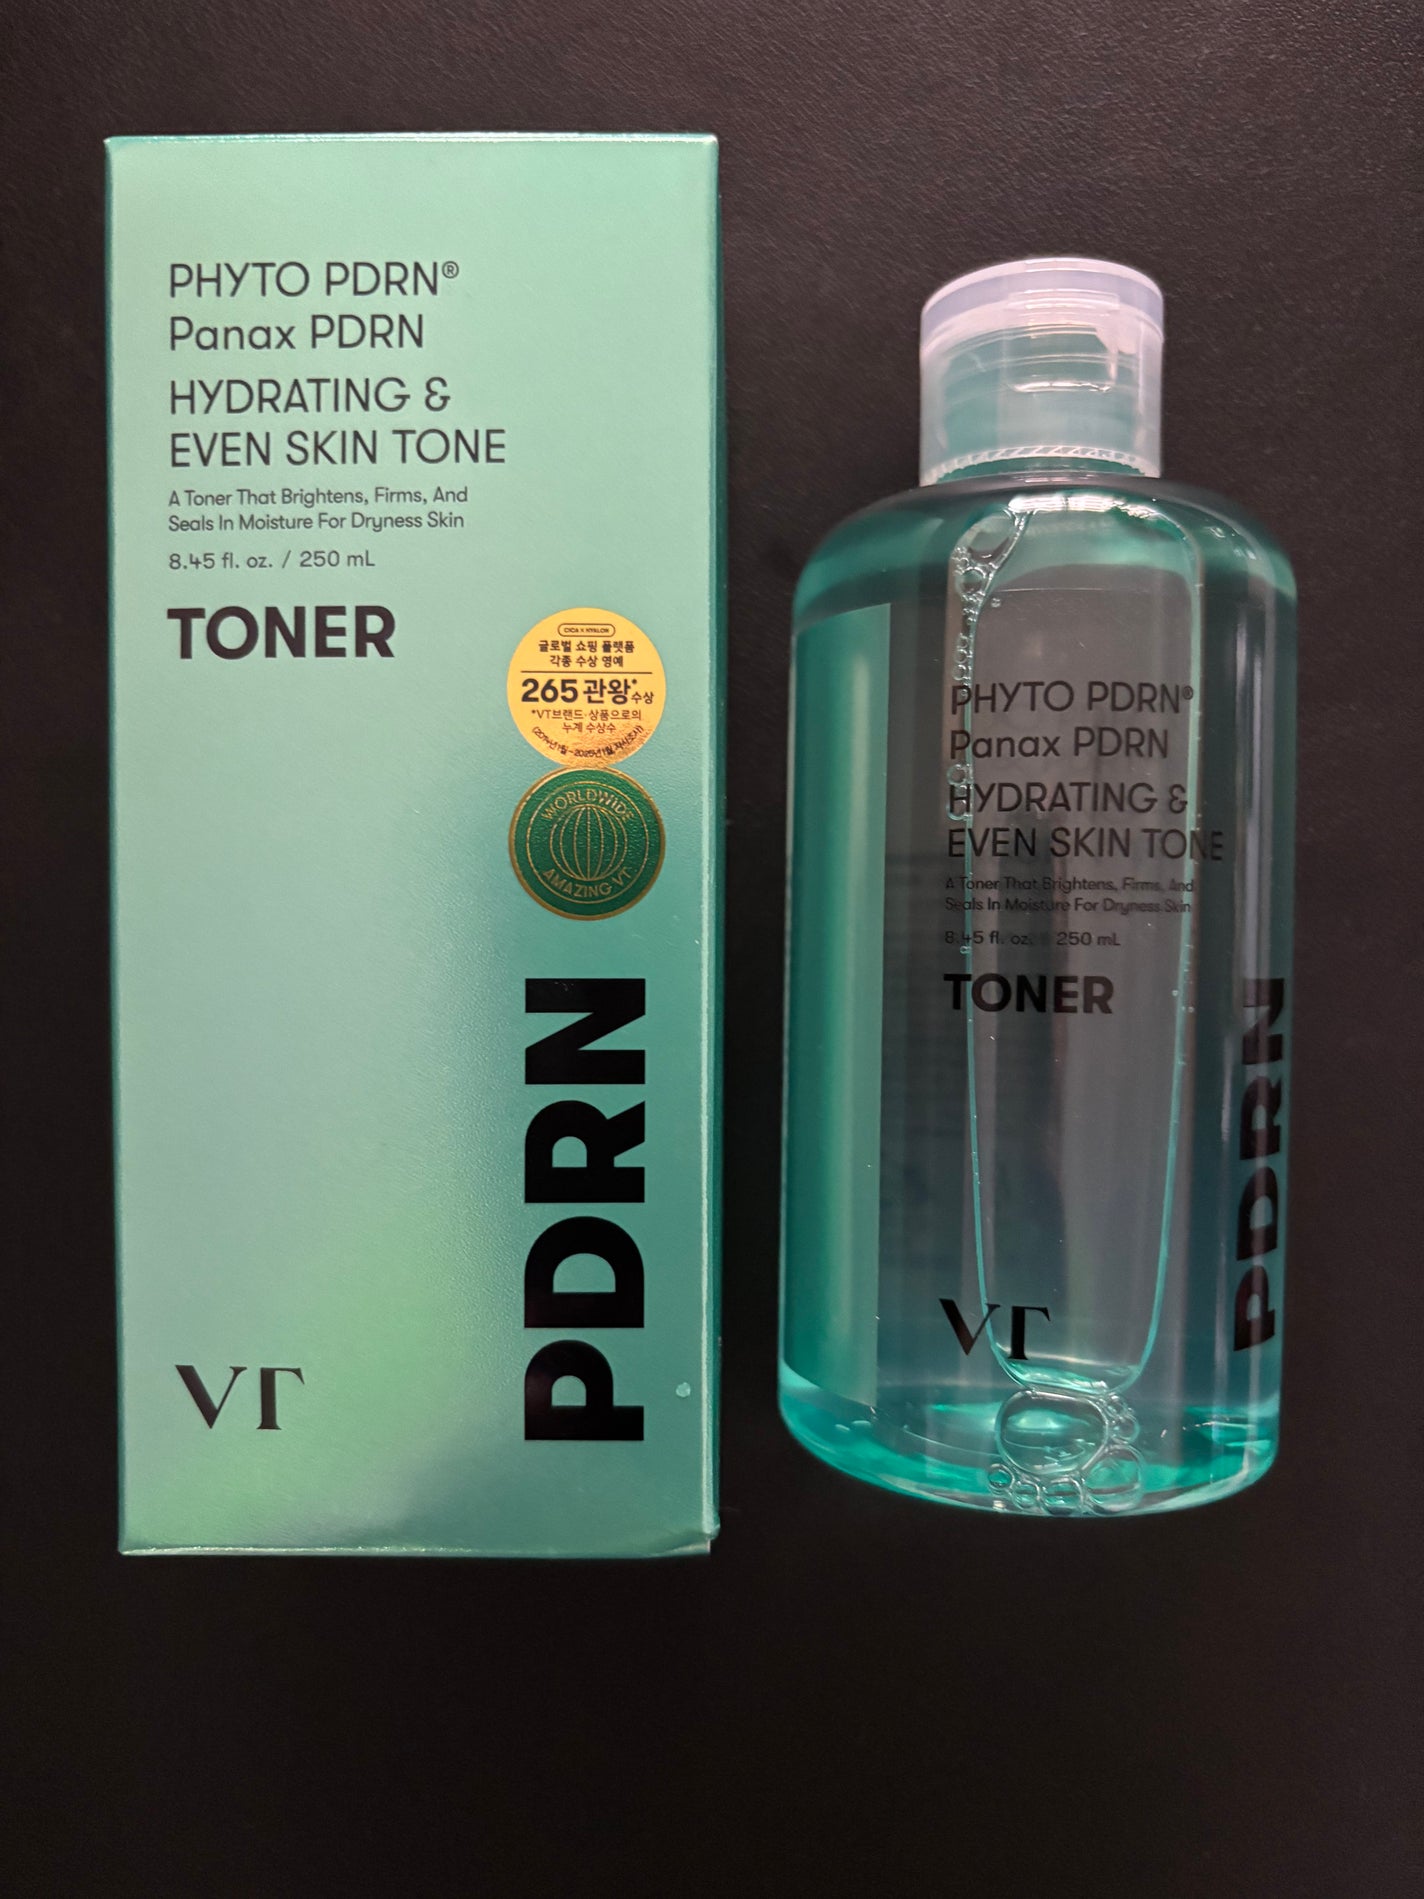 PHYTO PDRN®
Panax PDRN
HYDRATING &
EVEN SKIN TONE
A Toner That Brightens, Firms, And
Seals In Moisture For Dryness Skin
8.45 fl. oz. / 250 mL
TONER
CICA x HYALON
글로벌 쇼핑 플랫폼
각종 수상 영예
265 관왕* 수상
*VT브랜드·상품으로의
누계 수상수
WORLDWIDE
AMAZING VT
PDRN
VT
PHYTO PDRN®
Panax PDRN
HYDRATING &
EVEN SKIN TONE
A Toner That Brightens, Firms, And
Seals In Moisture For Dryness Skin
8.45 fl. oz. / 250 mL
TONER
PDRN
VT